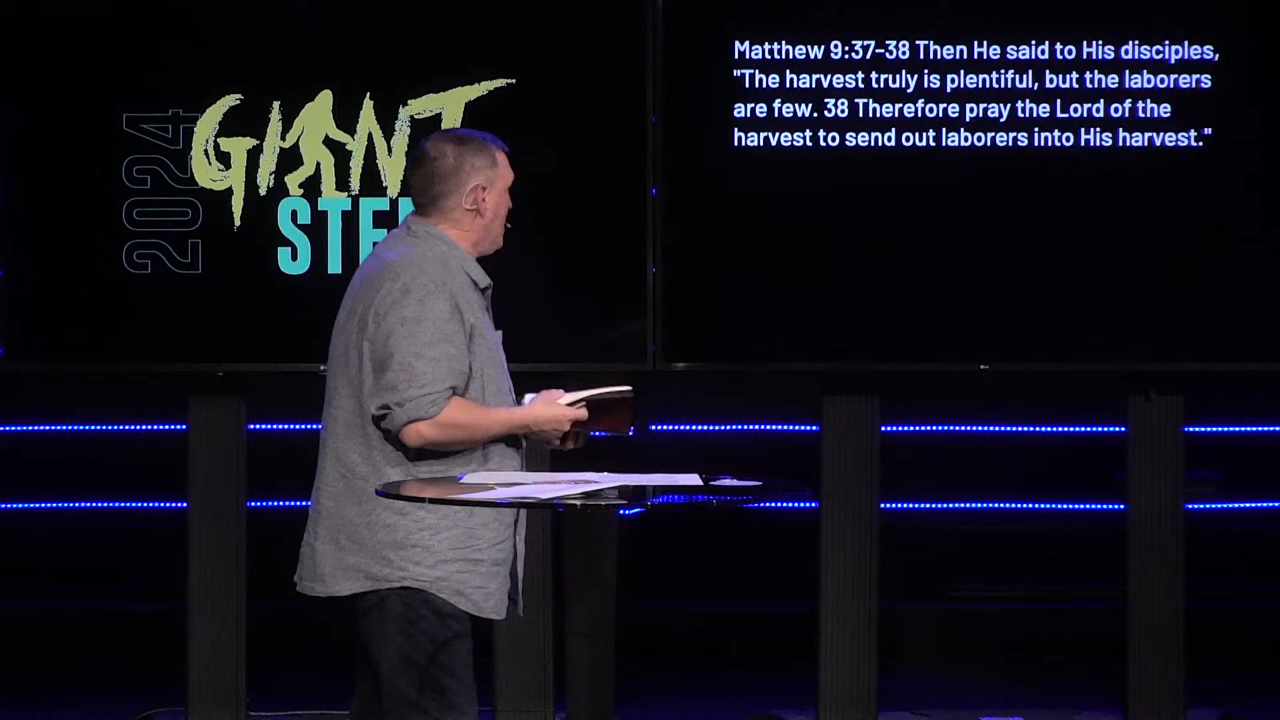 2024
GIANT
Matthew 9:37-38 Then He said to His disciples,
"The harvest truly is plentiful, but the laborers
are few. 38 Therefore pray the Lord of the
harvest to send out laborers into His harvest."